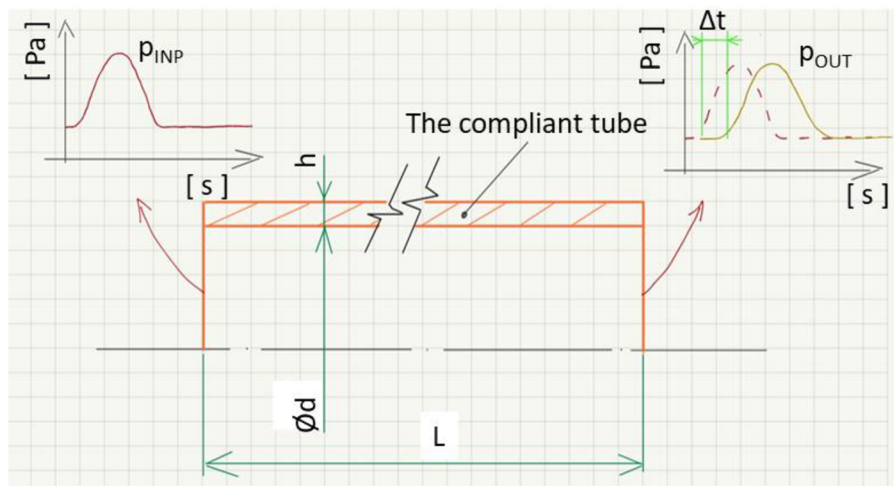 [ Pa ]
pINP
[ s ]
Δt
[ Pa ]
pOUT
[ s ]
The compliant tube
h
Ød
L